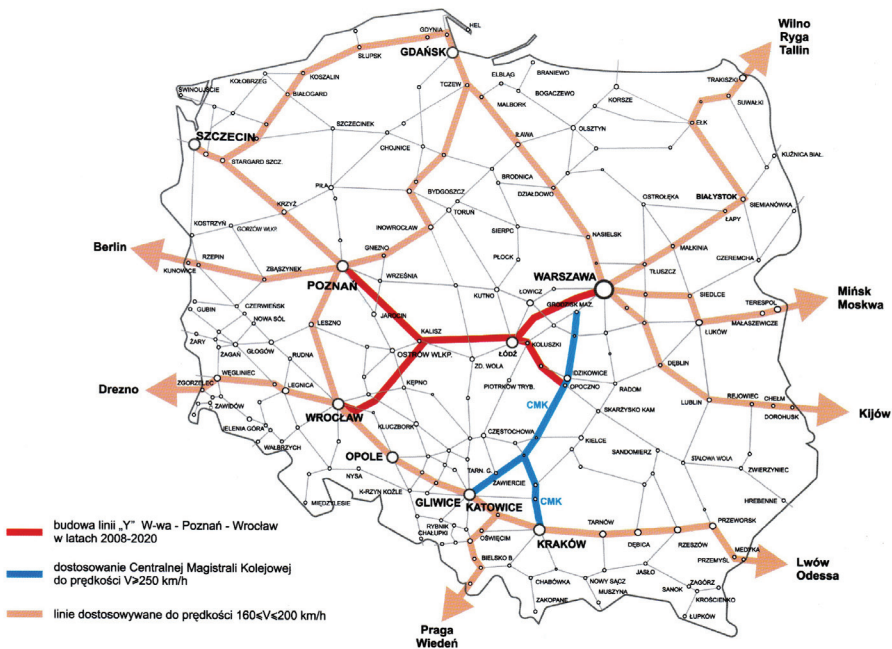 HEL
GDYNIA
Wilno
Ryga
Tallin
SŁUPSK
GDAŃSK
KOSZALIN
KOŁOBRZEG
ELBLĄG
BRANIEWO
TRAKISZKI
ŚWINOUJŚCIE
BIAŁOGARD
TCZEW
BOGACZEWO
KORSZE
SUWAŁKI
MALBORK
SZCZECINEK
OLSZTYN
EŁK
SZCZECIN
CHOJNICE
IŁAWA
KUŹNICA BIAŁ.
STARGARD SZCZ.
BRODNICA
PIŁA
BYDGOSZCZ
DZIAŁDOWO
BIAŁYSTOK
OSTROŁĘKA
SIEMIANÓWKA
KRZYŻ
TORUŃ
ŁAPY
KOSTRZYŃ
GORZÓW WLKP.
INOWROCŁAW
SIERPC
NASIELSK
MAŁKINIA
Berlin
GNIEZNO
PŁOCK
CZEREMCHA
RZEPIN
ZBĄSZYNEK
KUNOWICE
WRZEŚNIA
WARSZAWA
TŁUSZCZ
POZNAŃ
KUTNO
ŁOWICZ
SIEDLCE
Mińsk
Moskwa
GRODZISK MAZ.
TERESPOL
GUBIN
CZERWIEŃSK
JAROCIN
MAŁASZEWICZE
NOWA SÓL
LESZNO
KALISZ
ŁUKÓW
ŻARY
ŻAGAŃ
GŁOGÓW
RUDNA
OSTRÓW WLKP.
ŁÓDŹ
KOLUSZKI
ZD. WOLA
DĘBLIN
WĘGLINIEC
IDZIKOWICE
Drezno
ZGORZELEC
LEGNICA
KĘPNO
PIOTRKÓW TRYB.
OPOCZNO
RADOM
LUBLIN
REJOWIEC
CHEŁM
ZAWIDÓW
WROCŁAW
CMK
DOROHUSK
Kijów
SKARŻYSKO KAM
JELENIA GÓRA
KLUCZBORK
CZĘSTOCHOWA
WAŁBRZYCH
KIELCE
OPOLE
SANDOMIERZ
STALOWA WOLA
NYSA
TARN. G.
ZAWIERCIE
ZWIERZYNIEC
K-RZYN KOŹLE
GLIWICE
MIĘDZYLESIE
KATOWICE
CMK
HREBENNE
budowa linii „Y” W-wa - Poznań - Wrocław
w latach 2008-2020
RYBNIK
CHAŁUPKI
OŚWIĘCIM
KRAKÓW
TARNÓW
PRZEWORSK
DĘBICA
RZESZÓW
MEDYKA
PRZEMYŚL
Lwów
Odessa
dostosowanie Centralnej Magistrali Kolejowej
do prędkości V≥250 km/h
BIELSKO B.
CHABÓWKA
NOWY SĄCZ
JASŁO
MUSZYNA
SANOK
ZAGÓRZ
ZAKOPANE
KROŚCIENKO
ŁUPKÓW
linie dostosowywane do prędkości 160≤V≤200 km/h
Praga
Wiedeń